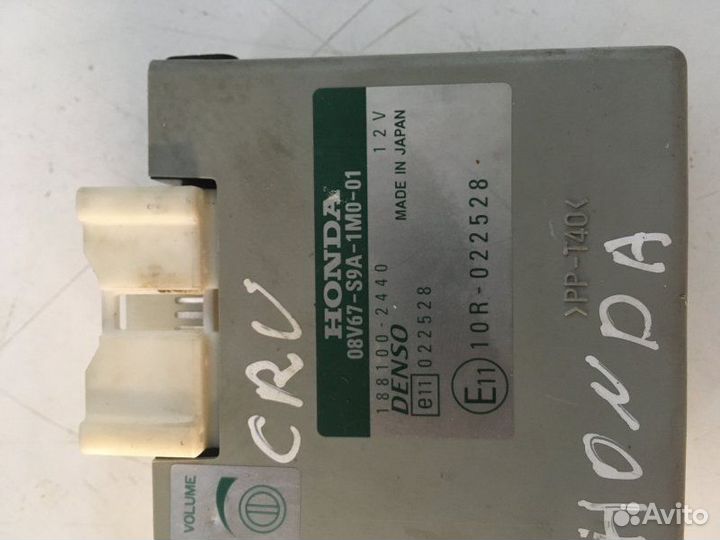 HONDA
08V67-S9A-1M0-01
188100-2440 12V
DENSO MADE IN JAPAN
e11 022528
E11 10R-022528
>PP-T40<
CRV
HONDA
VOLUME
Avito